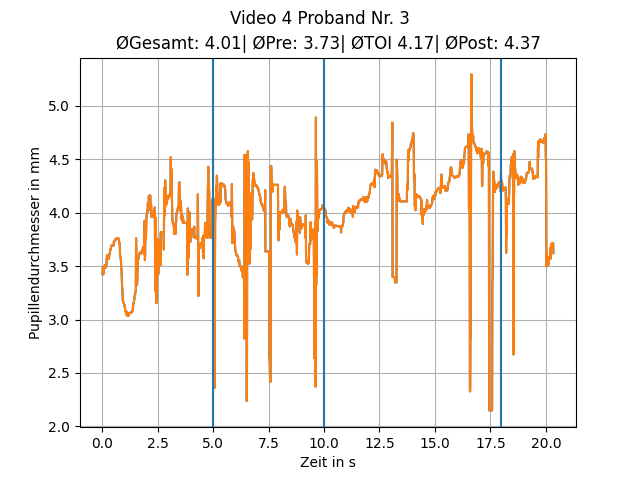 Video 4 Proband Nr. 3
ØGesamt: 4.01| ØPre: 3.73| ØTOI 4.17| ØPost: 4.37
Pupillendurchmesser in mm
5.0
4.5
4.0
3.5
3.0
2.5
2.0
0.0 2.5 5.0 7.5 10.0 12.5 15.0 17.5 20.0
Zeit in s